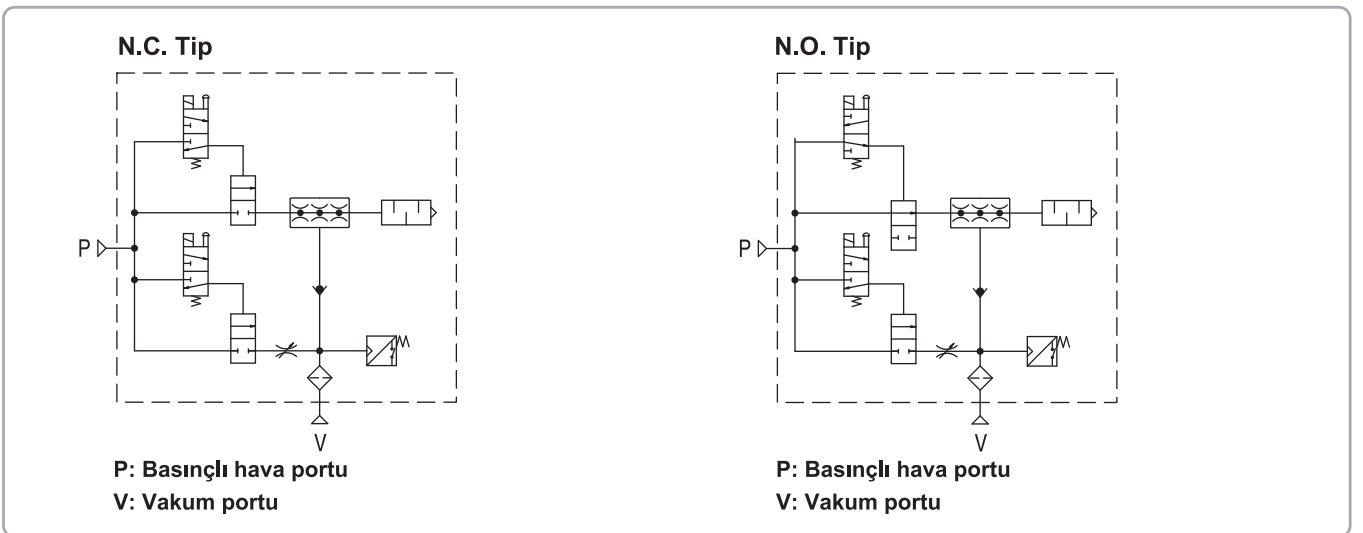 N.C. Tip
P
V
P: Basınçlı hava portu
V: Vakum portu
N.O. Tip
P
V
P: Basınçlı hava portu
V: Vakum portu